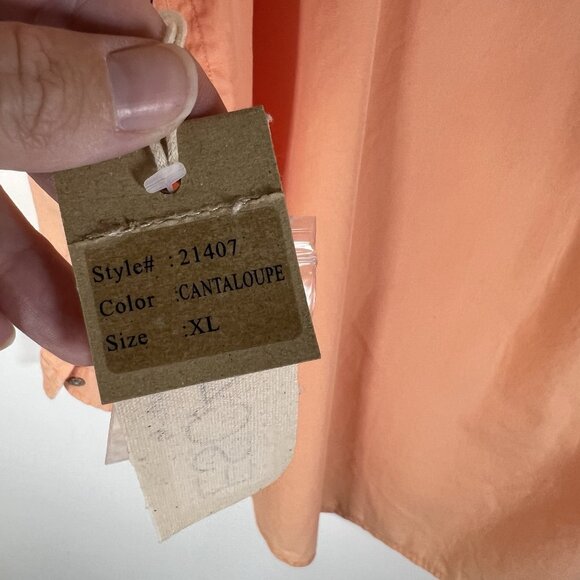 Style# :21407
Color :CANTALOUPE
Size :XL